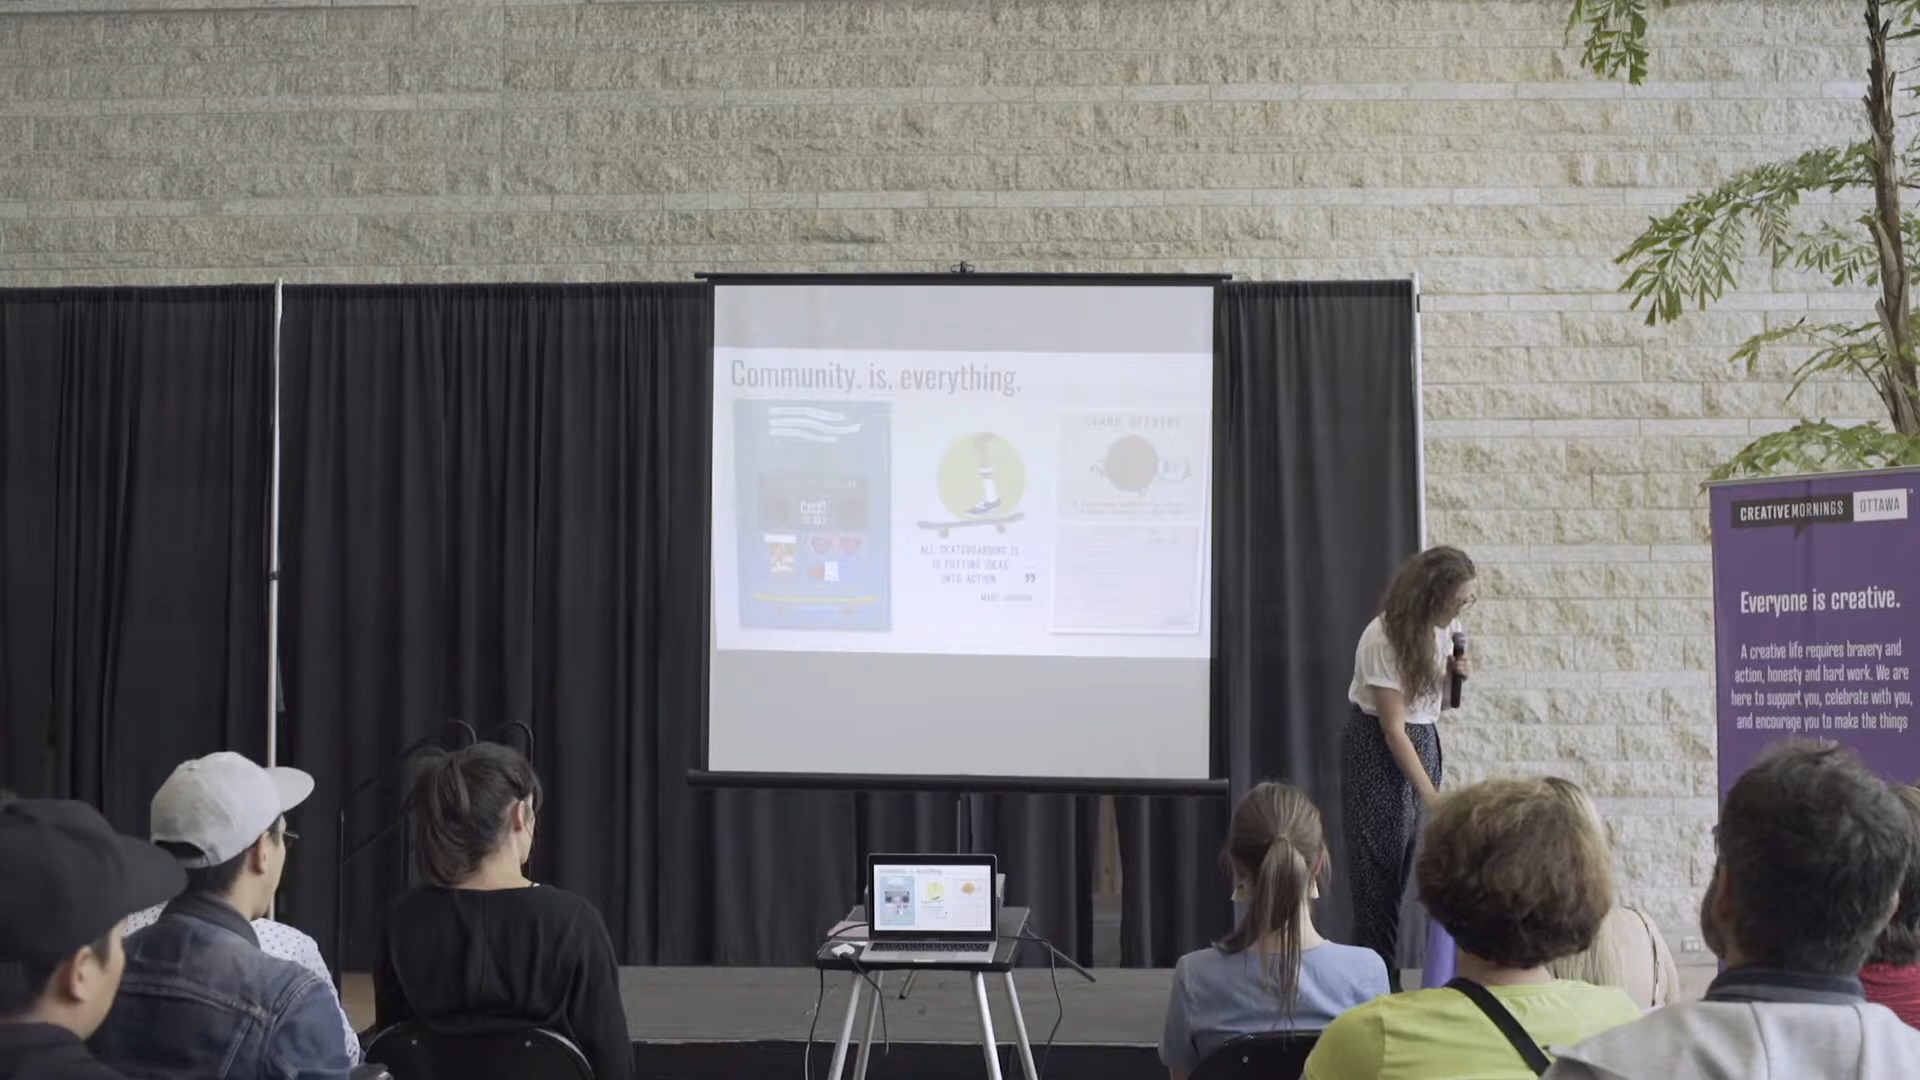 Community. is. everything.
GRAND OPENING
ALL SKATEBOARDING IS
IS PUTTING IDEAS
INTO ACTION ”
CREATIVEMORNINGS OTTAWA
Everyone is creative.
A creative life requires bravery and
action, honesty and hard work. We are
here to support you, celebrate with you,
and encourage you to make the things